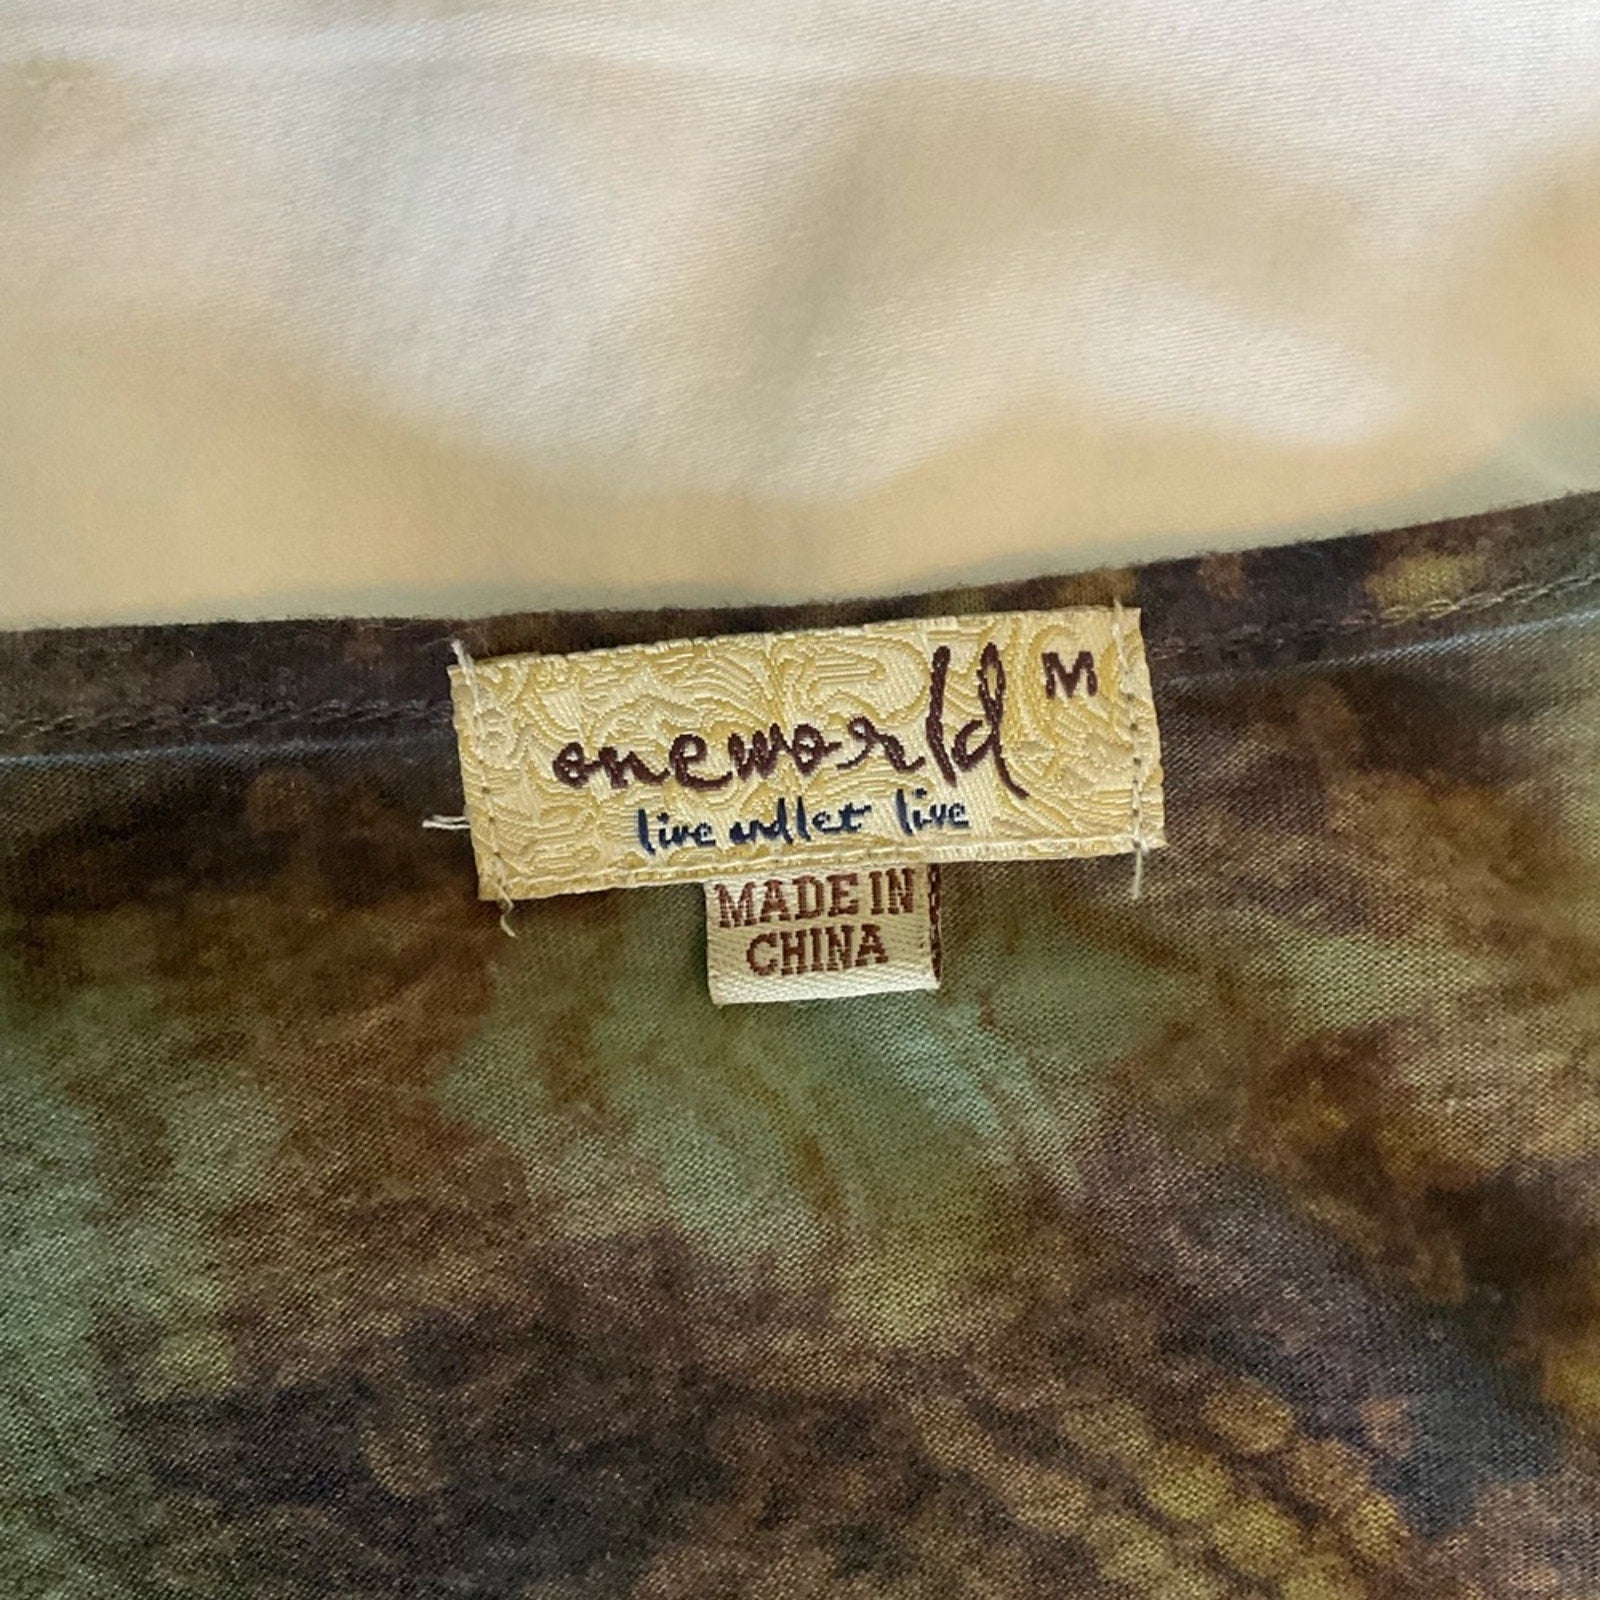 oneworld M
live and let live
MADE IN
CHINA